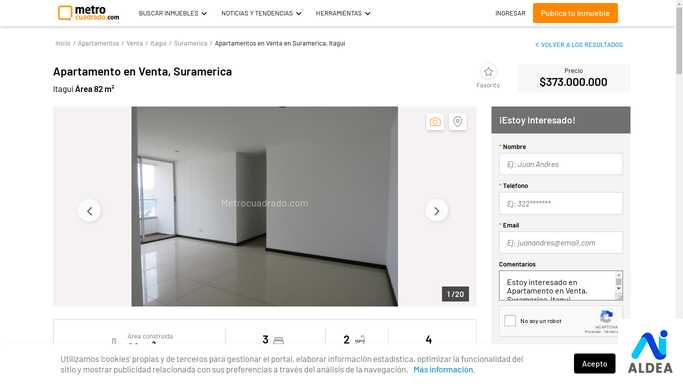 metro
cuadrado.com
BUSCAR INMUEBLES
NOTICIAS Y TENDENCIAS
HERRAMIENTAS
INGRESAR
Publica tu Inmueble
Inicio / Apartamentos / Venta / Itagui / Suramerica / Apartamentos en Venta en Suramerica, Itagui
VOLVER A LOS RESULTADOS
Apartamento en Venta, Suramerica
Itagui Área 82 m²
Favorito
Precio
$373.000.000
Metrocuadrado.com
1 / 20
¡Estoy Interesado!
* Nombre
Ej: Juan Andres
* Teléfono
Ej: 322*******
* Email
Ej: juanandres@email.com
Comentarios
Estoy interesado en
Apartamento en Venta,
Suramerica, Itagui
No soy un robot
reCAPTCHA
Área construida
3
2
4
Utilizamos 'cookies' propias y de terceros para gestionar el portal, elaborar información estadística, optimizar la funcionalidad del
sitio y mostrar publicidad relacionada con sus preferencias a través del análisis de la navegación. Más información.
Acepto
ALDEA